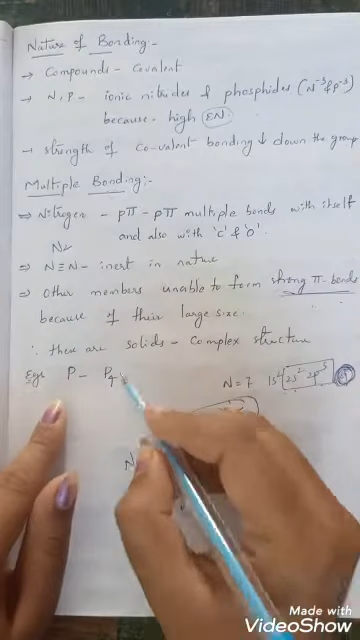 Nature of Bonding:-
→ Compounds - Covalent
→ N, P - ionic nitrides & phosphides (N⁻³ & P⁻³)
because - high EN.
→ strength of covalent bonding ↓ down the group
Multiple Bonding:-
⇒ Nitrogen - pπ - pπ multiple bonds with itself
and also with 'C' & 'O'.
N₂
⇒ N≡N - inert in nature
⇒ Other members unable to form strong π-bonds
because of their large size.
∴ these are solids - Complex structure
Eg:- P - P₄
N = 7 1s² 2s² 2p³
N
Made with
VideoShow